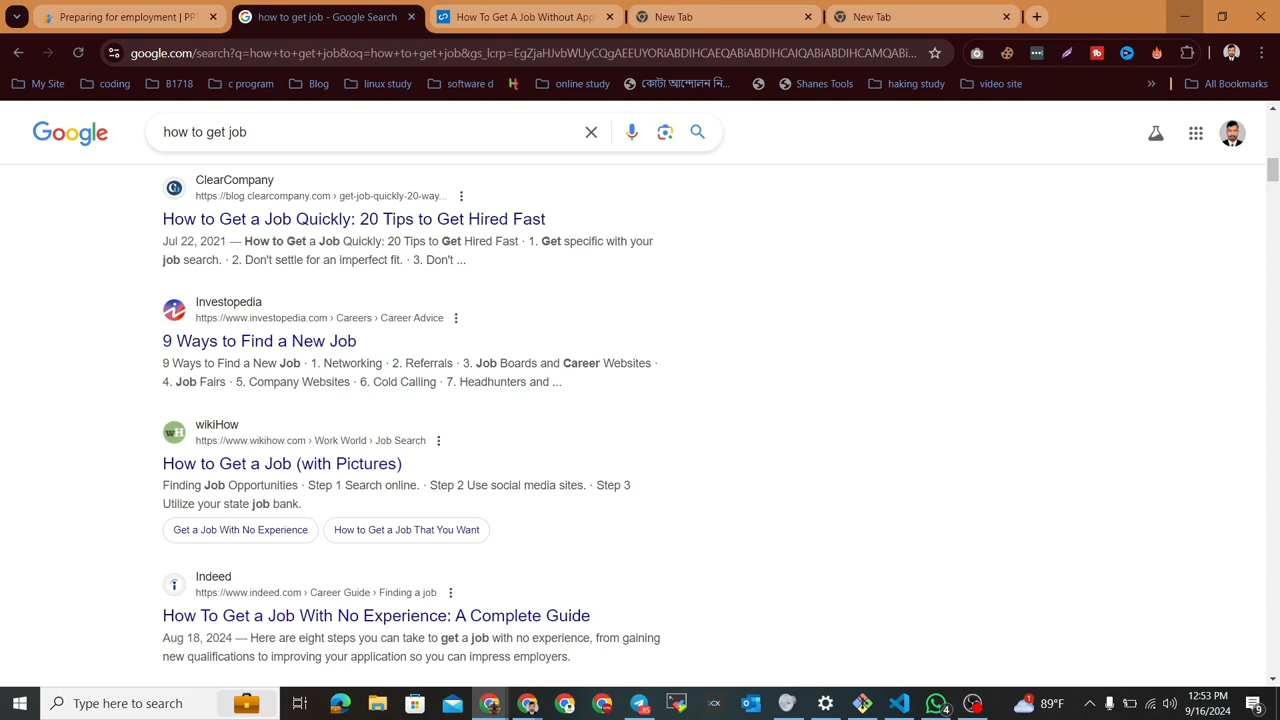 Preparing for employment | PPT
how to get job - Google Search
How To Get A Job Without App
New Tab
New Tab
google.com/search?q=how+to+get+job&oq=how+to+get+job&gs_lcrp=EgZjaHJvbWUyCQgAEEUYORiABDIHCAEQABiABDIHCAIQABiABDIHCAMQABi...
My Site
coding
B1718
c program
Blog
linux study
software d
online study
কোটা আন্দোলন নি...
Shanes Tools
haking study
video site
»
All Bookmarks
Google
how to get job
ClearCompany
https://blog.clearcompany.com › get-job-quickly-20-way...
How to Get a Job Quickly: 20 Tips to Get Hired Fast
Jul 22, 2021 — How to Get a Job Quickly: 20 Tips to Get Hired Fast · 1. Get specific with your
job search. · 2. Don't settle for an imperfect fit. · 3. Don't ...
Investopedia
https://www.investopedia.com › Careers › Career Advice
9 Ways to Find a New Job
9 Ways to Find a New Job · 1. Networking · 2. Referrals · 3. Job Boards and Career Websites ·
4. Job Fairs · 5. Company Websites · 6. Cold Calling · 7. Headhunters and ...
wikiHow
https://www.wikihow.com › Work World › Job Search
How to Get a Job (with Pictures)
Finding Job Opportunities · Step 1 Search online. · Step 2 Use social media sites. · Step 3
Utilize your state job bank.
Get a Job With No Experience
How to Get a Job That You Want
Indeed
https://www.indeed.com › Career Guide › Finding a job
How To Get a Job With No Experience: A Complete Guide
Aug 18, 2024 — Here are eight steps you can take to get a job with no experience, from gaining
new qualifications to improving your application so you can impress employers.
Type here to search
89°F
12:53 PM
9/16/2024